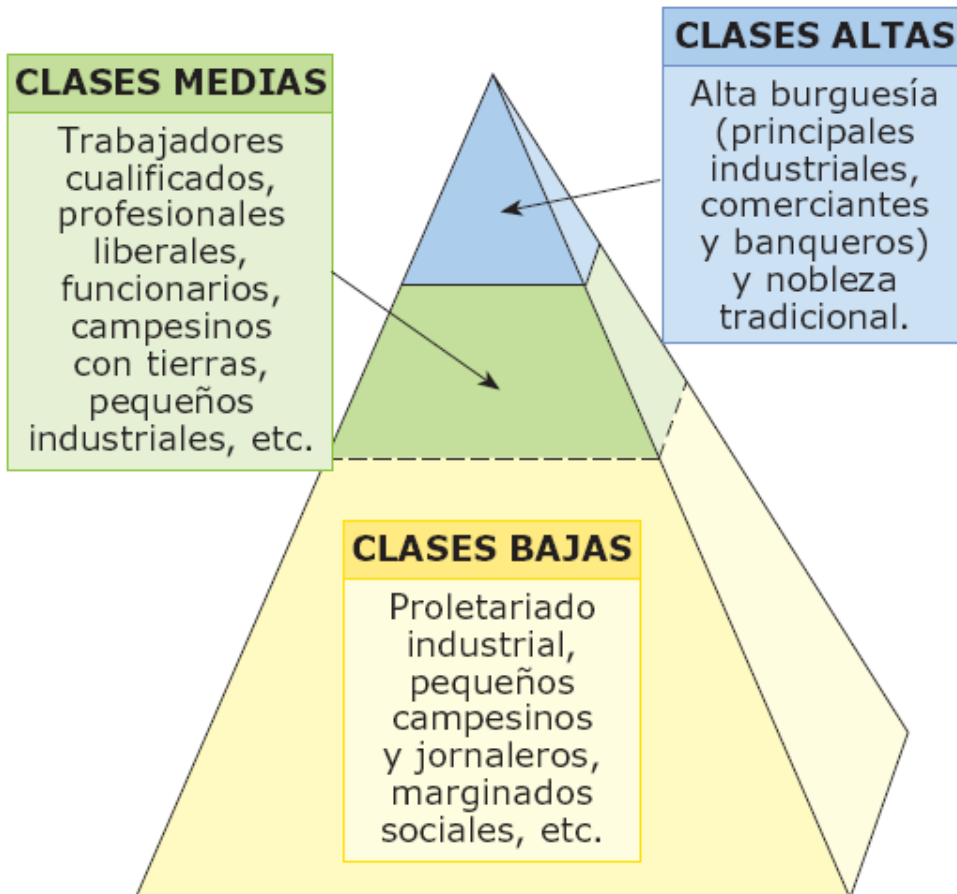 CLASES ALTAS
Alta burguesía
(principales
industriales,
comerciantes
y banqueros)
y nobleza
tradicional.
CLASES MEDIAS
Trabajadores
cualificados,
profesionales
liberales,
funcionarios,
campesinos
con tierras,
pequeños
industriales, etc.
CLASES BAJAS
Proletariado
industrial,
pequeños
campesinos
y jornaleros,
marginados
sociales, etc.